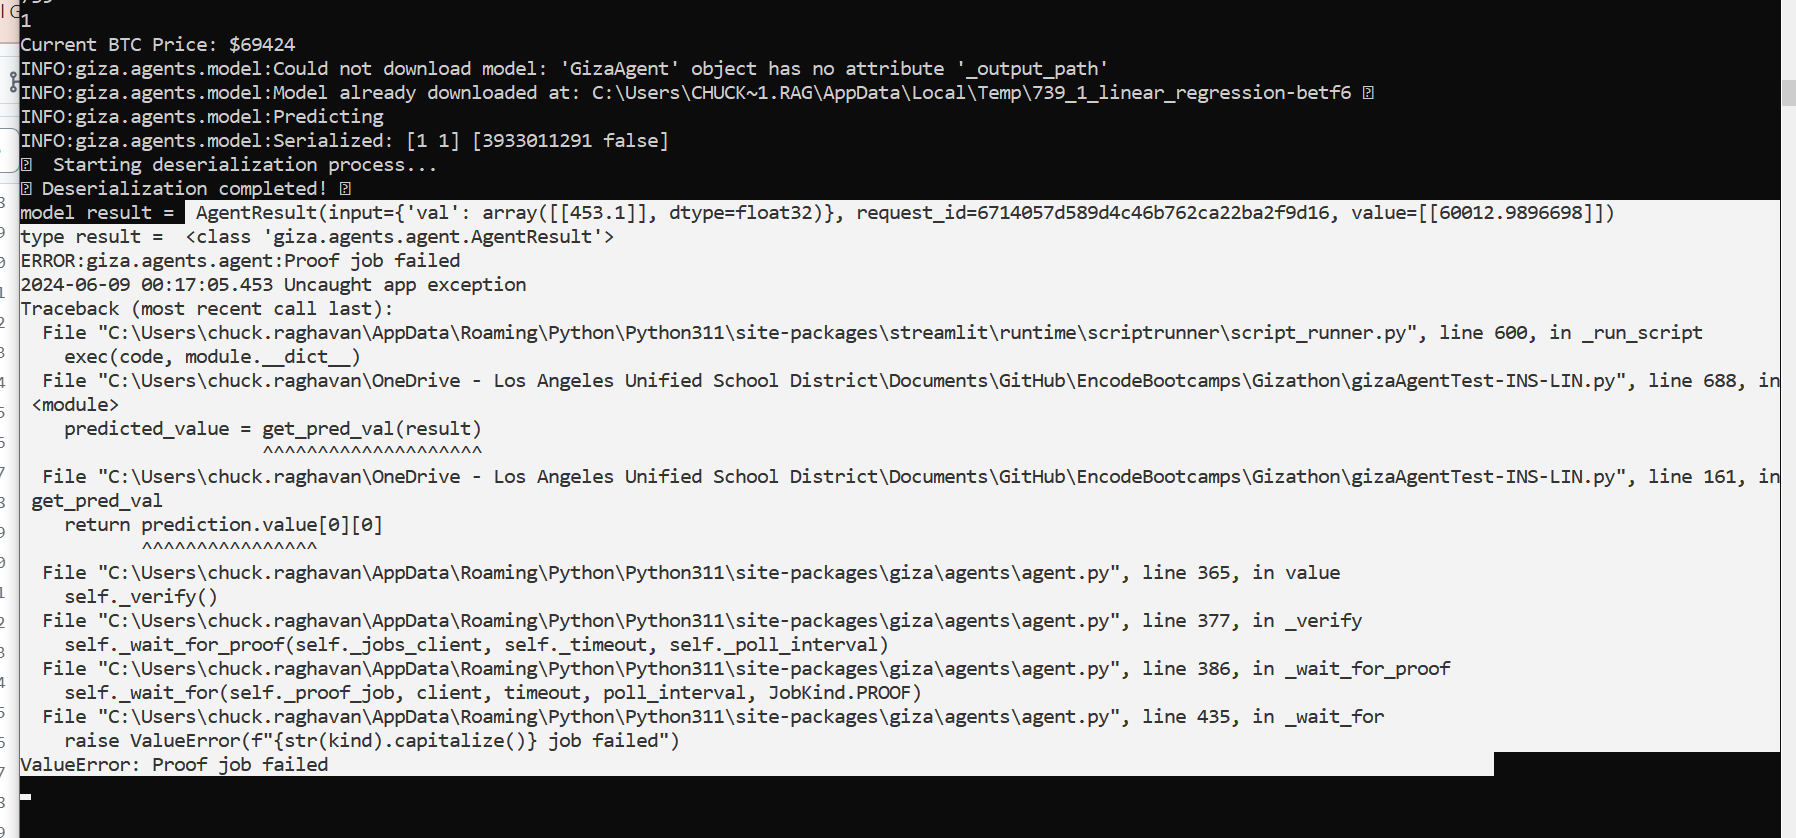 1
Current BTC Price: $69424
INFO:giza.agents.model:Could not download model: 'GizaAgent' object has no attribute '_output_path'
INFO:giza.agents.model:Model already downloaded at: C:\Users\CHUCK~1.RAG\AppData\Local\Temp\739_1_linear_regression-betf6
INFO:giza.agents.model:Predicting
INFO:giza.agents.model:Serialized: [1 1] [3933011291 false]
Starting deserialization process...
Deserialization completed!
model result =  AgentResult(input={'val': array([[453.1]], dtype=float32)}, request_id=6714057d589d4c46b762ca22ba2f9d16, value=[[60012.9896698]])
type result =  <class 'giza.agents.agent.AgentResult'>
ERROR:giza.agents.agent:Proof job failed
2024-06-09 00:17:05.453 Uncaught app exception
Traceback (most recent call last):
  File "C:\Users\chuck.raghavan\AppData\Roaming\Python\Python311\site-packages\streamlit\runtime\scriptrunner\script_runner.py", line 600, in _run_script
    exec(code, module.__dict__)
  File "C:\Users\chuck.raghavan\OneDrive - Los Angeles Unified School District\Documents\GitHub\EncodeBootcamps\Gizathon\gizaAgentTest-INS-LIN.py", line 688, in
 <module>
    predicted_value = get_pred_val(result)
                      ^^^^^^^^^^^^^^^^^^^^
  File "C:\Users\chuck.raghavan\OneDrive - Los Angeles Unified School District\Documents\GitHub\EncodeBootcamps\Gizathon\gizaAgentTest-INS-LIN.py", line 161, in
 get_pred_val
    return prediction.value[0][0]
           ^^^^^^^^^^^^^^^^
  File "C:\Users\chuck.raghavan\AppData\Roaming\Python\Python311\site-packages\giza\agents\agent.py", line 365, in value
    self._verify()
  File "C:\Users\chuck.raghavan\AppData\Roaming\Python\Python311\site-packages\giza\agents\agent.py", line 377, in _verify
    self._wait_for_proof(self._jobs_client, self._timeout, self._poll_interval)
  File "C:\Users\chuck.raghavan\AppData\Roaming\Python\Python311\site-packages\giza\agents\agent.py", line 386, in _wait_for_proof
    self._wait_for(self._proof_job, client, timeout, poll_interval, JobKind.PROOF)
  File "C:\Users\chuck.raghavan\AppData\Roaming\Python\Python311\site-packages\giza\agents\agent.py", line 435, in _wait_for
    raise ValueError(f"{str(kind).capitalize()} job failed")
ValueError: Proof job failed